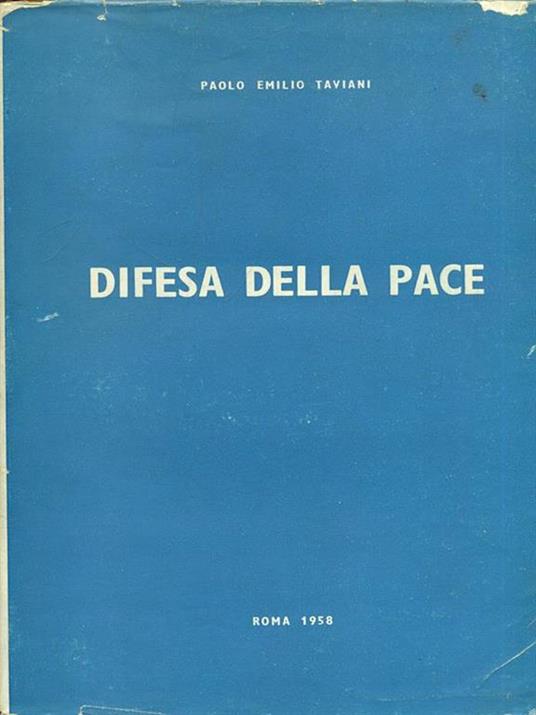 PAOLO EMILIO TAVIANI
DIFESA DELLA PACE
ROMA 1958